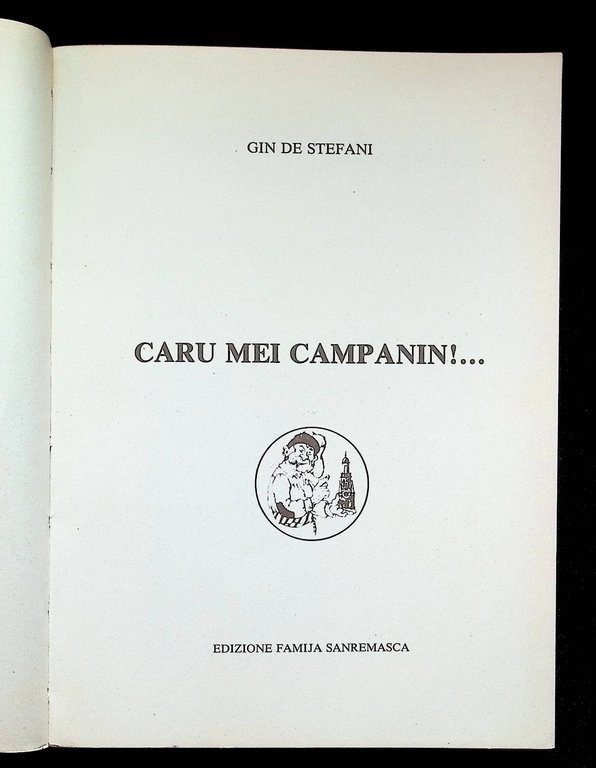 GIN DE STEFANI
CARU MEI CAMPANIN!...
EDIZIONE FAMIJA SANREMASCA